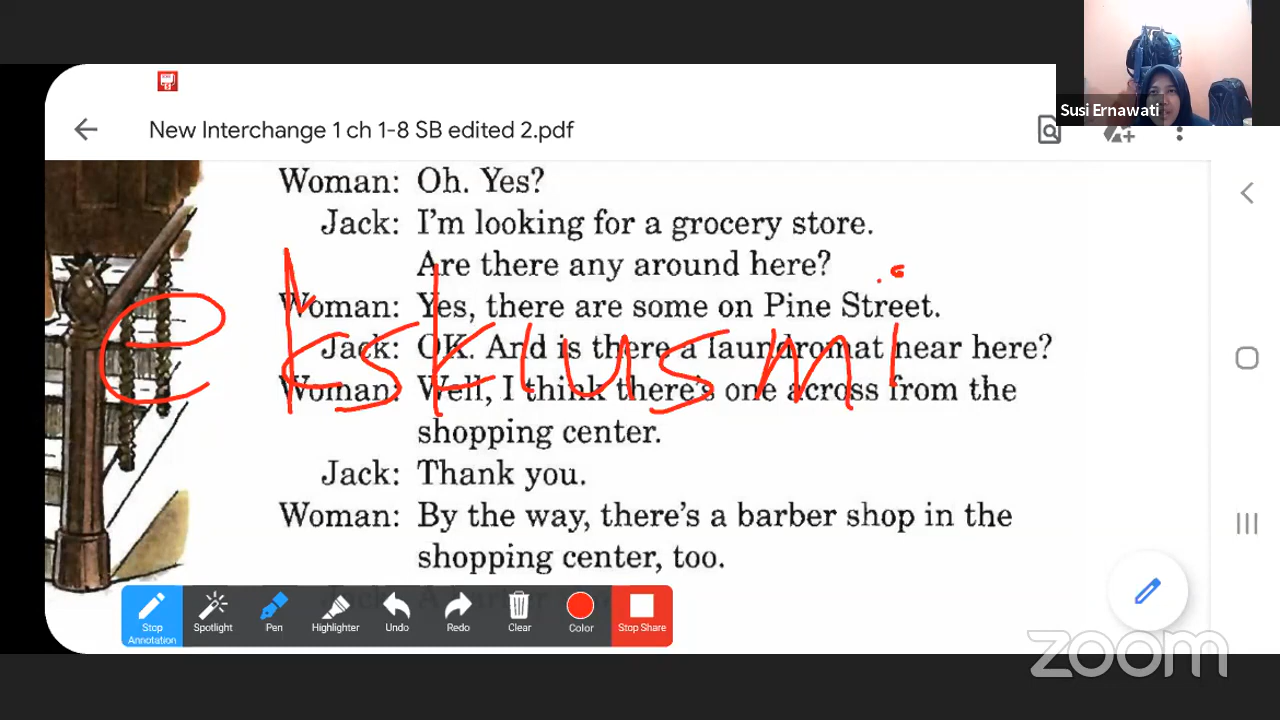 Susi Ernawati
New Interchange 1 ch 1-8 SB edited 2.pdf
Woman: Oh. Yes?
Jack: I'm looking for a grocery store.
Are there any around here?
Woman: Yes, there are some on Pine Street.
Jack: OK. And is there a laundromat near here?
Woman: Well, I think there's one across from the
shopping center.
ekskiusmi
Jack: Thank you.
Woman: By the way, there's a barber shop in the
shopping center, too.
Stop Annotation
Spotlight
Pen
Highlighter
Undo
Redo
Clear
Color
Stop Share
zoom